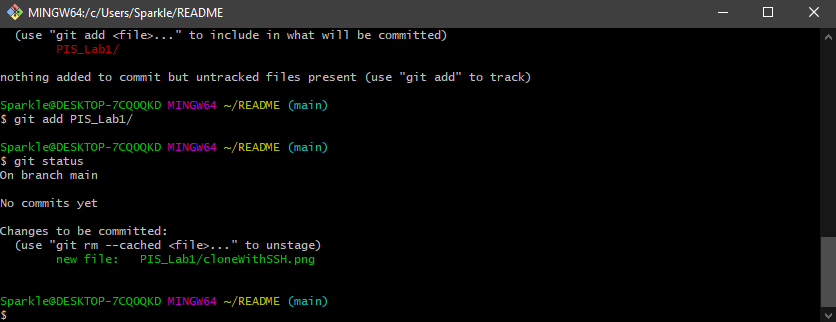 MINGW64:/c/Users/Sparkle/README
(use "git add <file>..." to include in what will be committed)
PIS_Lab1/
nothing added to commit but untracked files present (use "git add" to track)
Sparkle@DESKTOP-7CQOQKD MINGW64 ~/README (main)
$ git add PIS_Lab1/
Sparkle@DESKTOP-7CQOQKD MINGW64 ~/README (main)
$ git status
On branch main
No commits yet
Changes to be committed:
(use "git rm --cached <file>..." to unstage)
new file:   PIS_Lab1/cloneWithSSH.png
Sparkle@DESKTOP-7CQOQKD MINGW64 ~/README (main)
$